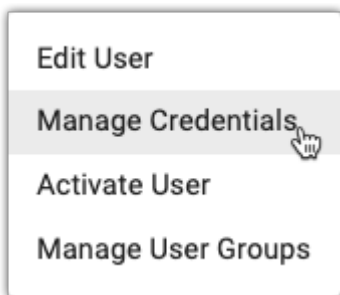 Edit User
Manage Credentials
Activate User
Manage User Groups